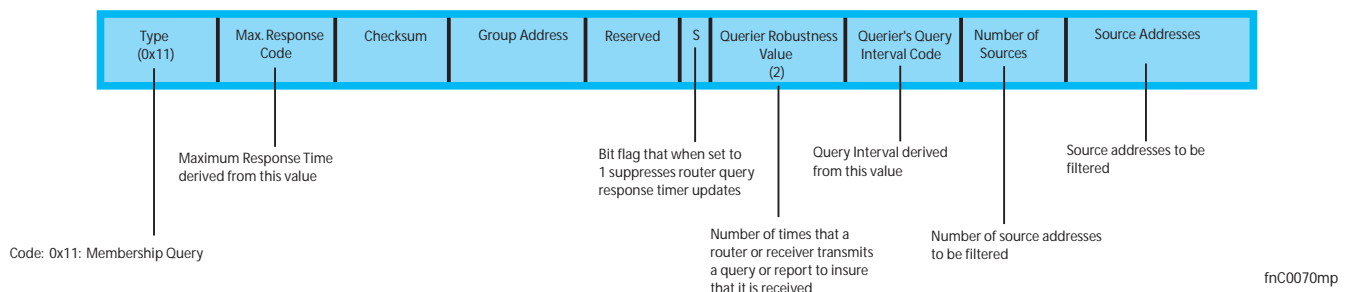 Type
(0x11)
Max. Response
Code
Checksum
Group Address
Reserved
S
Querier Robustness
Value
(2)
Querier's Query
Interval Code
Number of
Sources
Source Addresses
Maximum Response Time
derived from this value
Bit flag that when set to
1 suppresses router query
response timer updates
Query Interval derived
from this value
Source addresses to be
filtered
Code: 0x11: Membership Query
Number of times that a
router or receiver transmits
a query or report to insure
that it is received
Number of source addresses
to be filtered
fnC0070mp